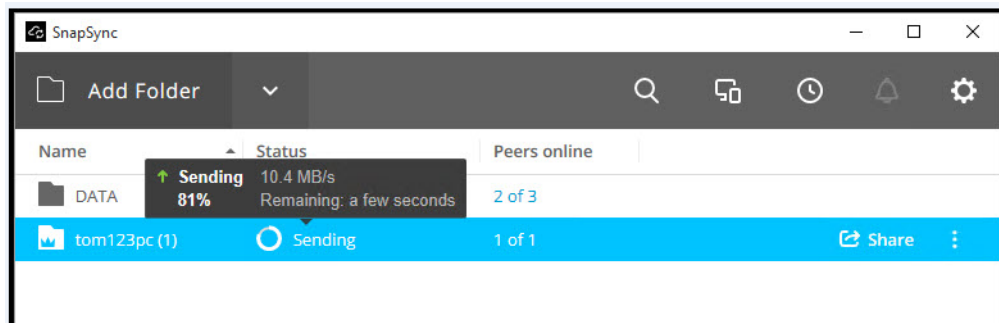 SnapSync
Add Folder
Name Status Peers online
Sending 10.4 MB/s
81% Remaining: a few seconds
DATA 2 of 3
tom123pc (1) Sending 1 of 1 Share